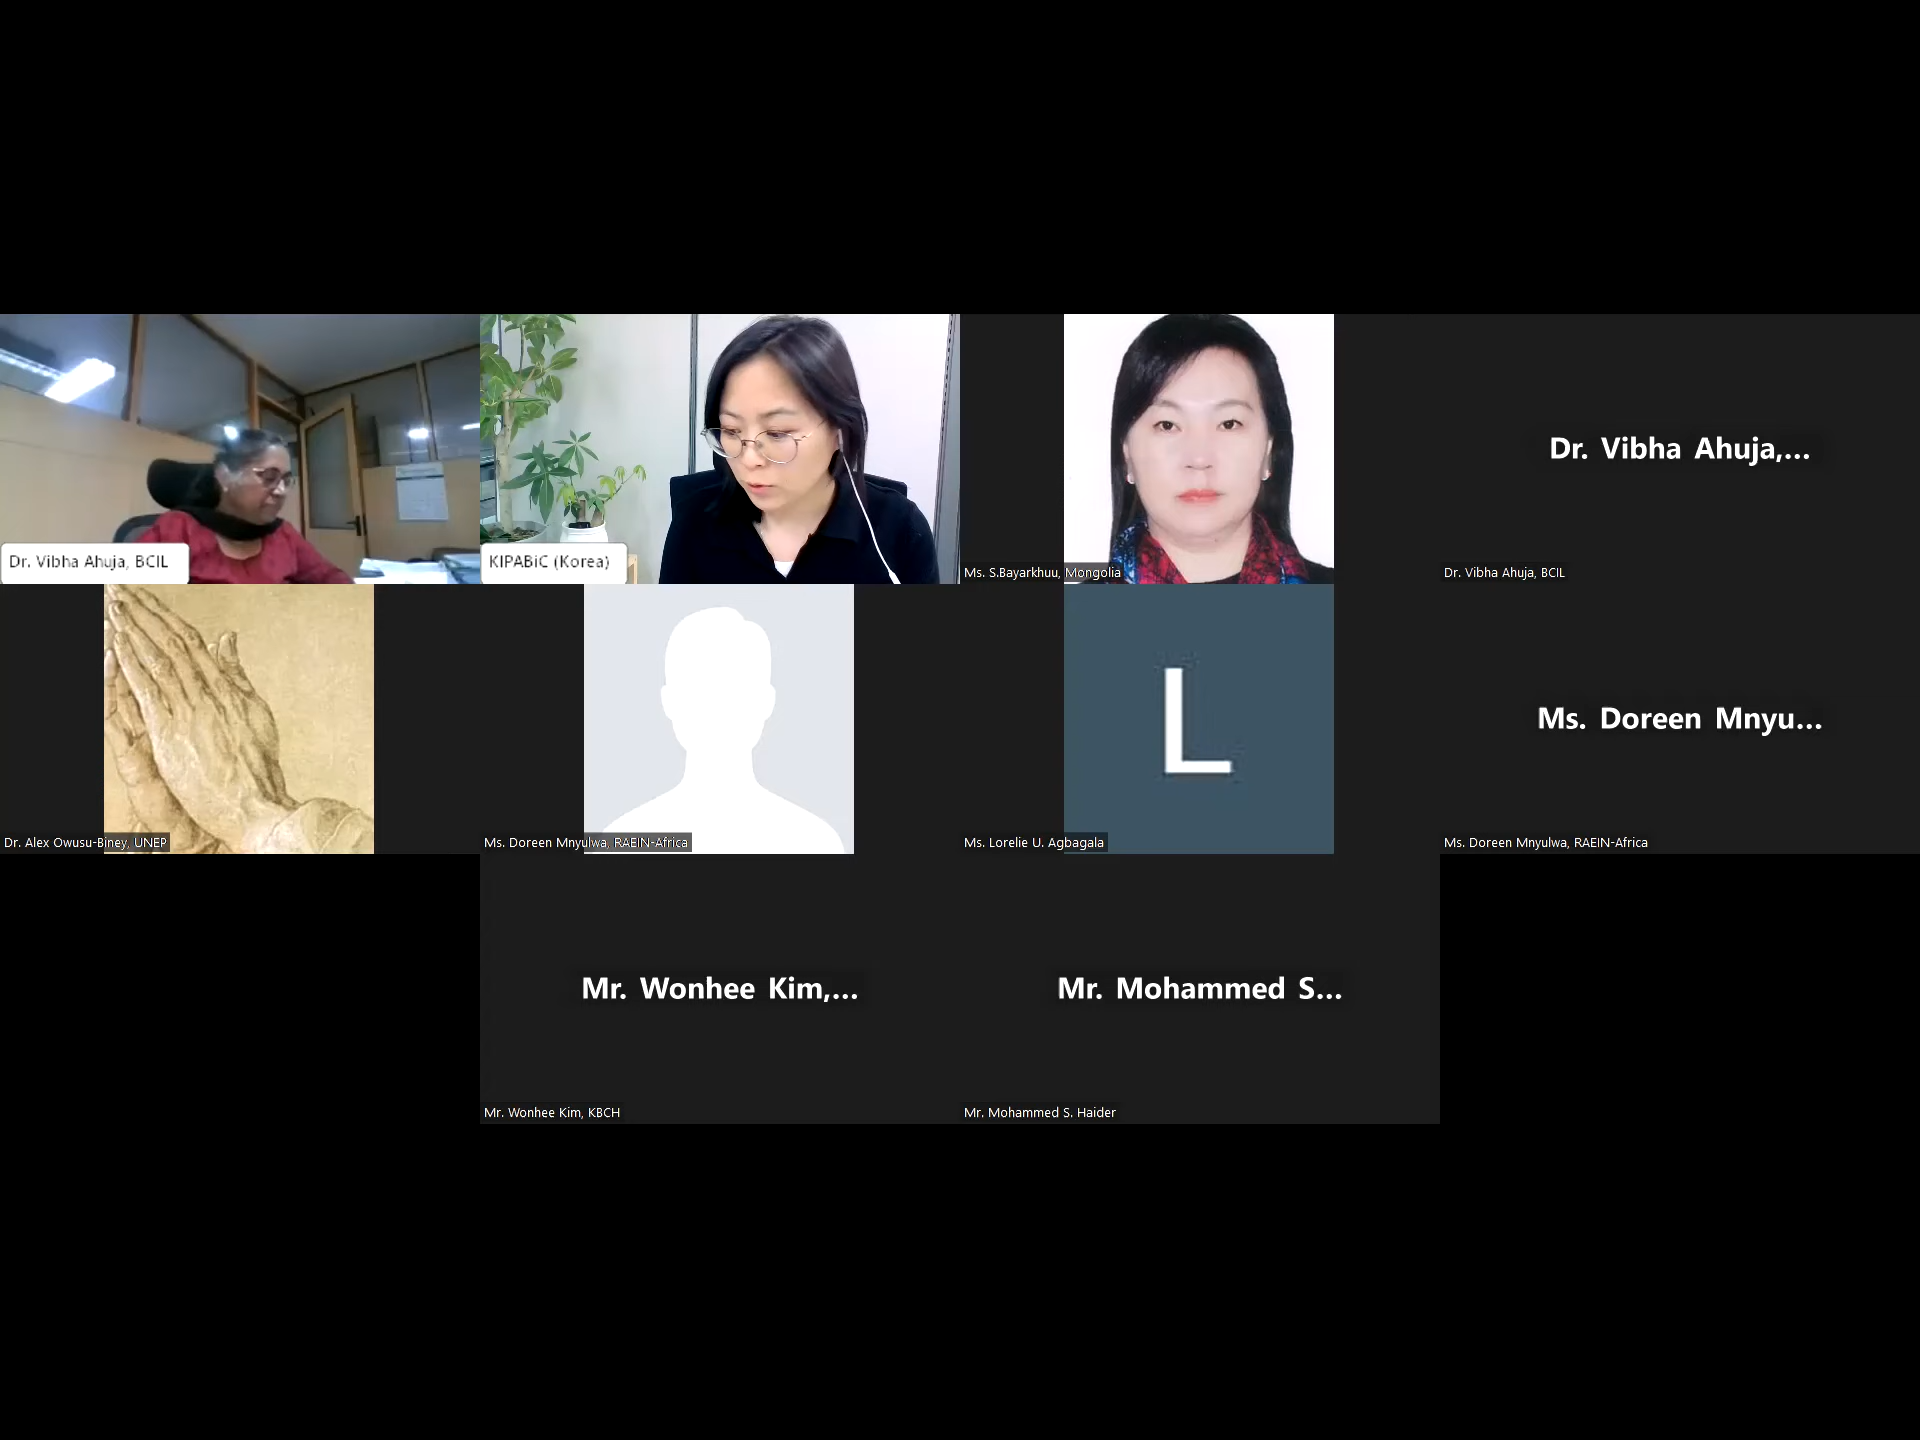 Dr. Vibha Ahuja, BCIL
KIPABiC (Korea)
Ms. S.Bayarkhuu, Mongolia
Dr. Vibha Ahuja,...
Dr. Vibha Ahuja, BCIL
Dr. Alex Owusu-Biney, UNEP
Ms. Doreen Mnyulwa, RAEIN-Africa
L
Ms. Lorelie U. Agbagala
Ms. Doreen Mnyu...
Ms. Doreen Mnyulwa, RAEIN-Africa
Mr. Wonhee Kim,...
Mr. Wonhee Kim, KBCH
Mr. Mohammed S...
Mr. Mohammed S. Haider